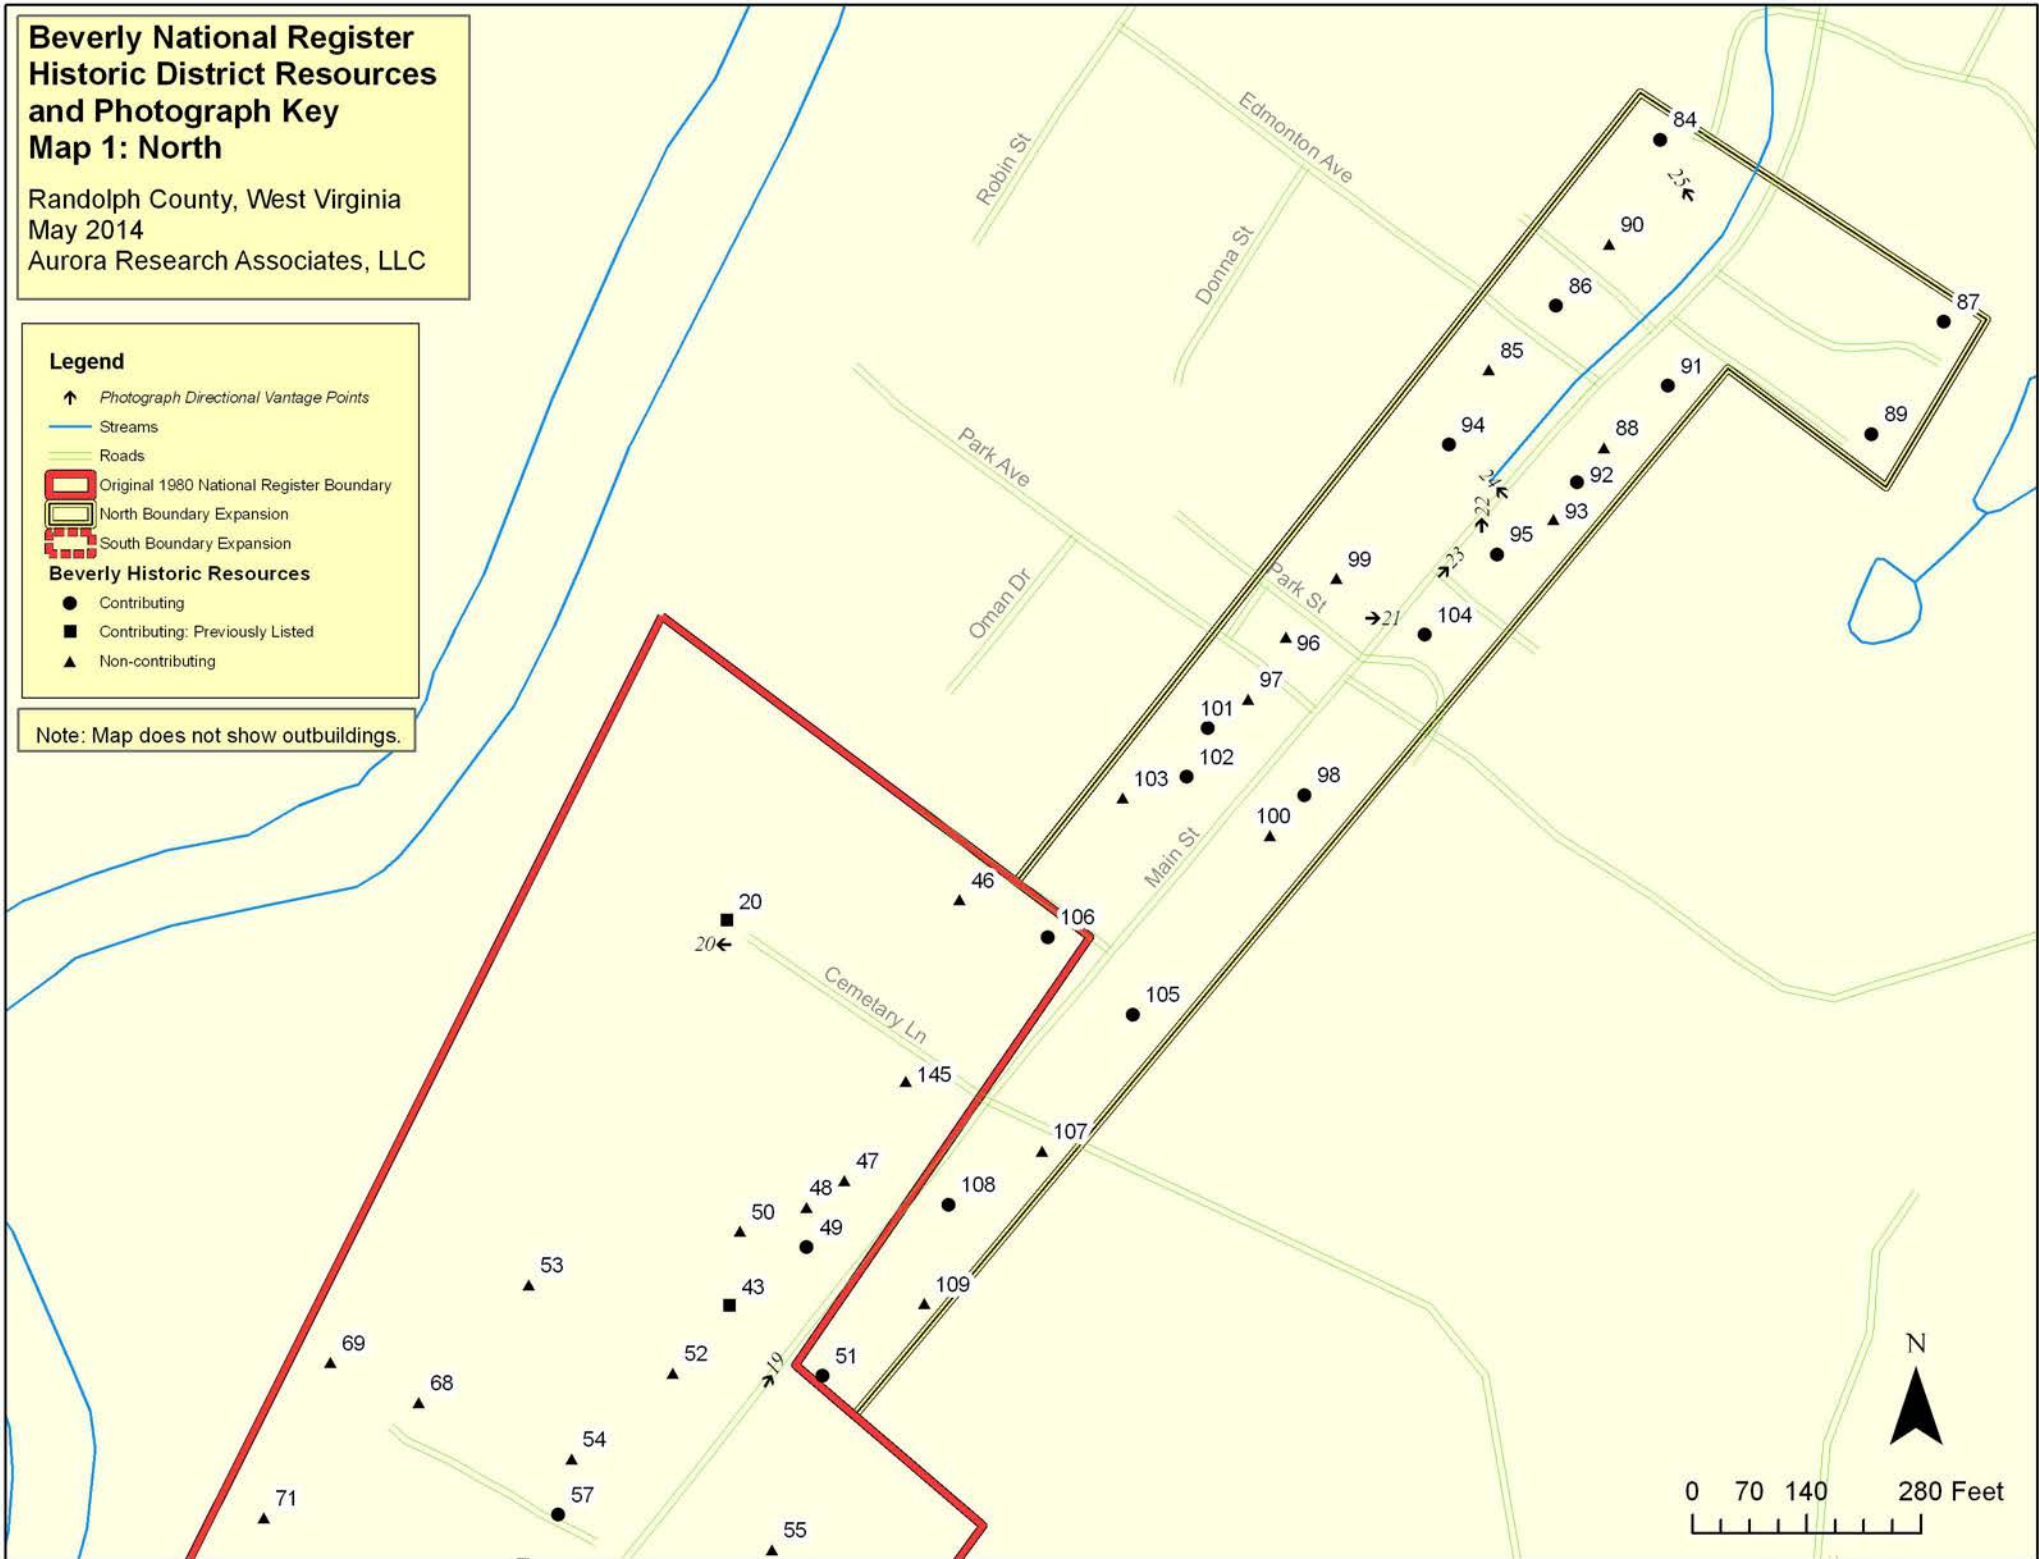 Beverly National Register
Historic District Resources
and Photograph Key
Map 1: North
Randolph County, West Virginia
May 2014
Aurora Research Associates, LLC
Legend
Photograph Directional Vantage Points
Streams
Roads
Original 1980 National Register Boundary
North Boundary Expansion
South Boundary Expansion
Beverly Historic Resources
Contributing
Contributing: Previously Listed
Non-contributing
Note: Map does not show outbuildings.
Robin St
Edmonton Ave
Donna St
Park Ave
Oman Dr
Park St
Main St
Cemetary Ln
84
25
90
86
87
85
91
94
89
88
24
92
22
93
95
23
99
21
104
96
97
101
102
103
98
100
46
20
106
20
105
145
107
47
48
108
50
49
53
43
109
69
52
19
51
68
54
57
71
55
N
0 70 140 280 Feet